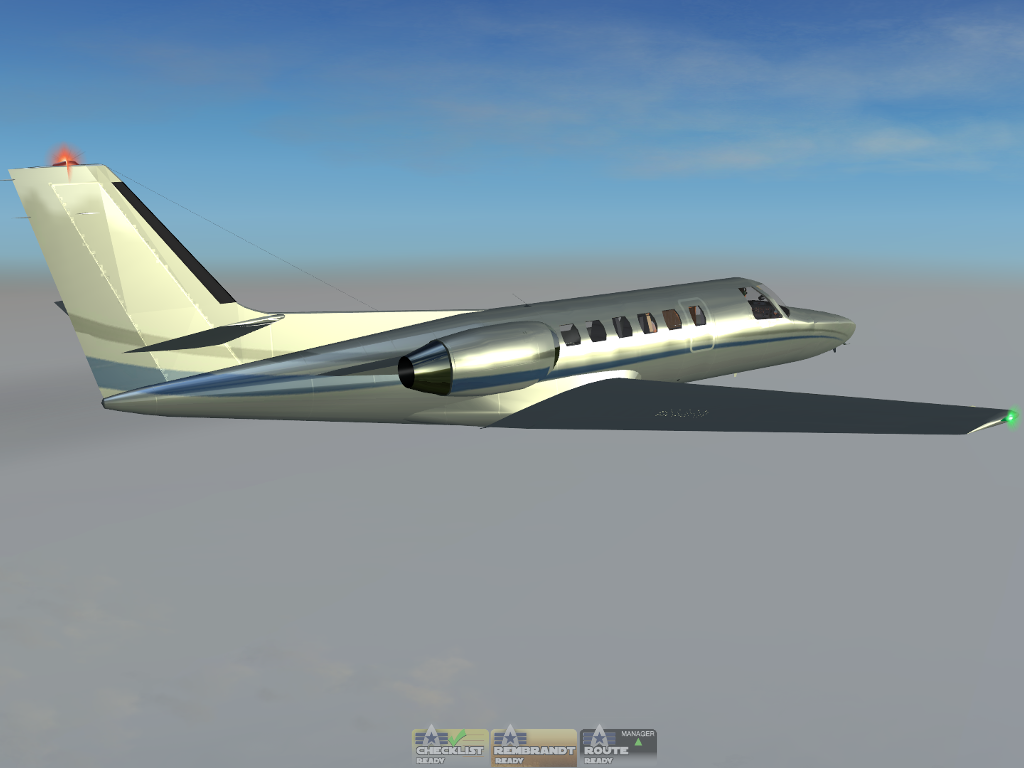 CHECKLIST
READY
REMBRANDT
READY
MANAGER
ROUTE
READY